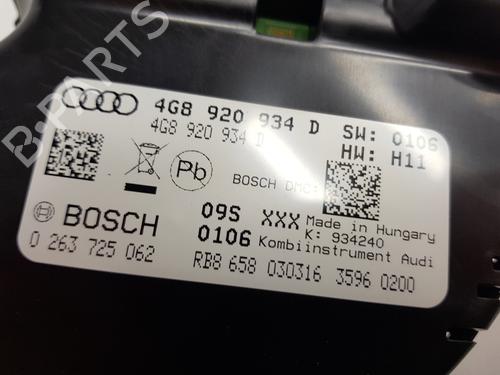 B-PARTS
4G8 920 934 D SW: 0106
4G8 920 934 D HW: H11
Pb
BOSCH DMC:
BOSCH 09S XXX Made in Hungary
K: 934240
0106 Kombiinstrument Audi
0 263 725 062
RB8 658 030316 3596 0200